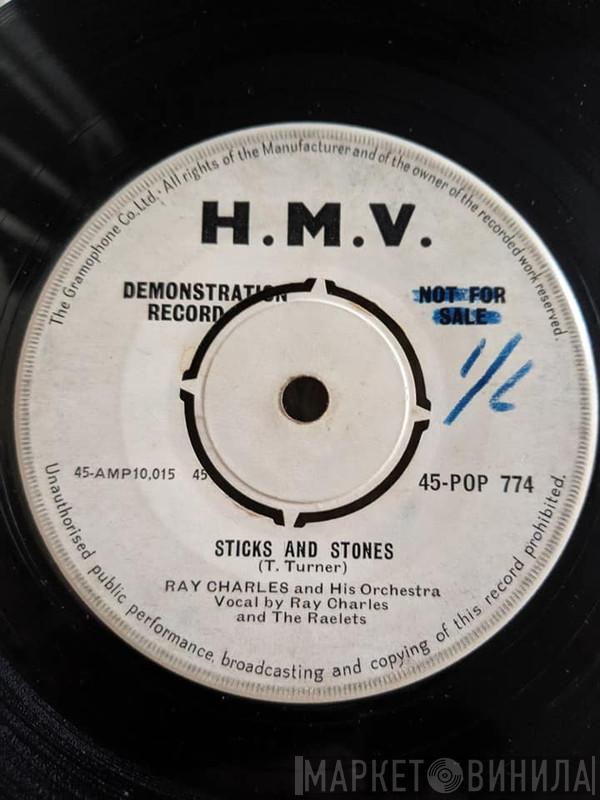 The Gramophone Co. Ltd. · All rights of the Manufacturer and of the owner of the recorded work reserved.
H.M.V.
DEMONSTRATION NOT FOR
RECORD SALE
1/6
45-AMP10,015 45 45-POP 774
STICKS AND STONES
(T. Turner)
RAY CHARLES and His Orchestra
Vocal by Ray Charles
and The Raelets
Unauthorised public performance, broadcasting and copying of this record prohibited.
МАРКЕТ ВИНИЛА